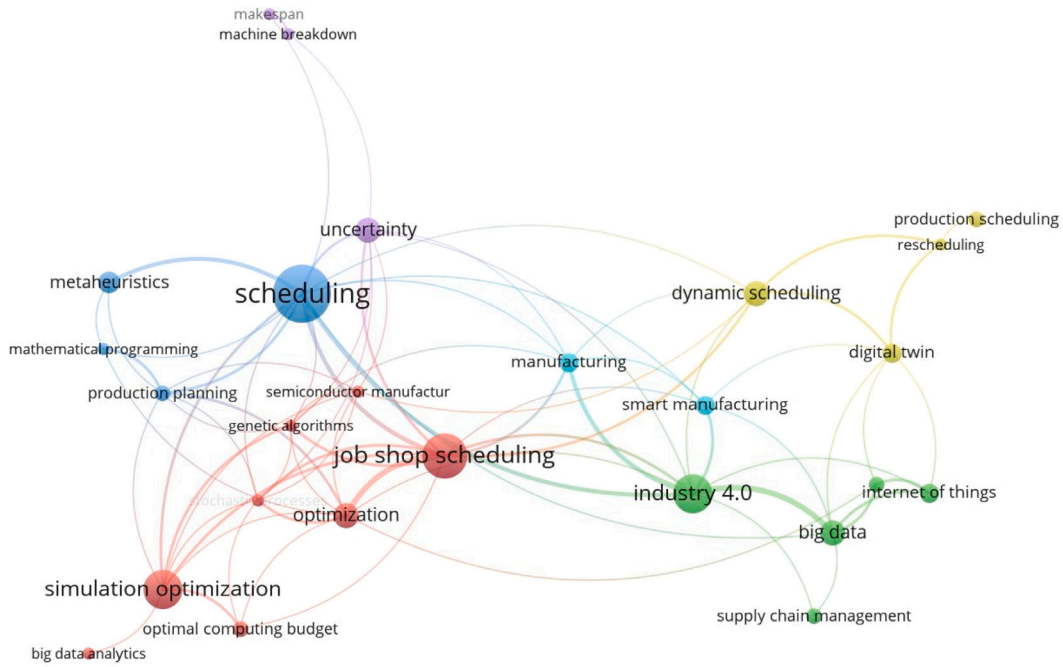 makespan
machine breakdown
production scheduling
uncertainty
rescheduling
metaheuristics
scheduling
dynamic scheduling
mathematical programming
manufacturing
digital twin
production planning
semiconductor manufactur
smart manufacturing
genetic algorithms
job shop scheduling
stochastic processes
industry 4.0
internet of things
optimization
big data
simulation optimization
supply chain management
optimal computing budget
big data analytics